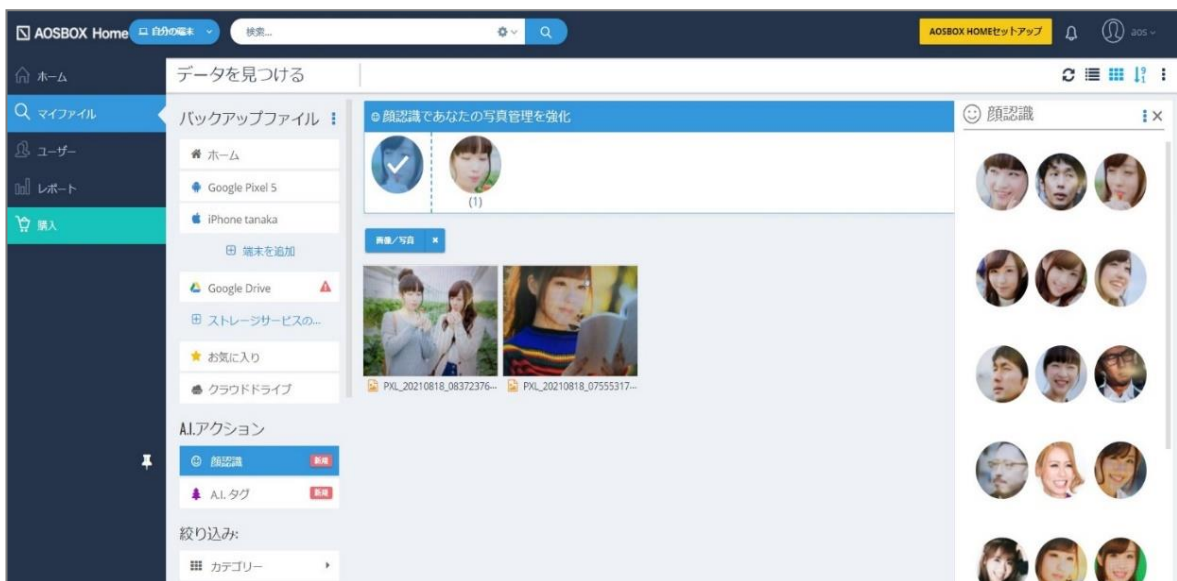 AOSBOX Home
自分の端末
検索...
AOSBOX HOMEセットアップ
aos
ホーム
マイファイル
ユーザー
レポート
購入
データを見つける
バックアップファイル
ホーム
Google Pixel 5
iPhone tanaka
端末を追加
Google Drive
ストレージサービスの...
お気に入り
クラウドドライブ
A.I.アクション
顔認識
新規
A.I. タグ
新規
絞り込み:
カテゴリー
顔認識であなたの写真管理を強化
(1)
画像/写真
PXL_20210818_08372376...
PXL_20210818_07555317...
顔認識